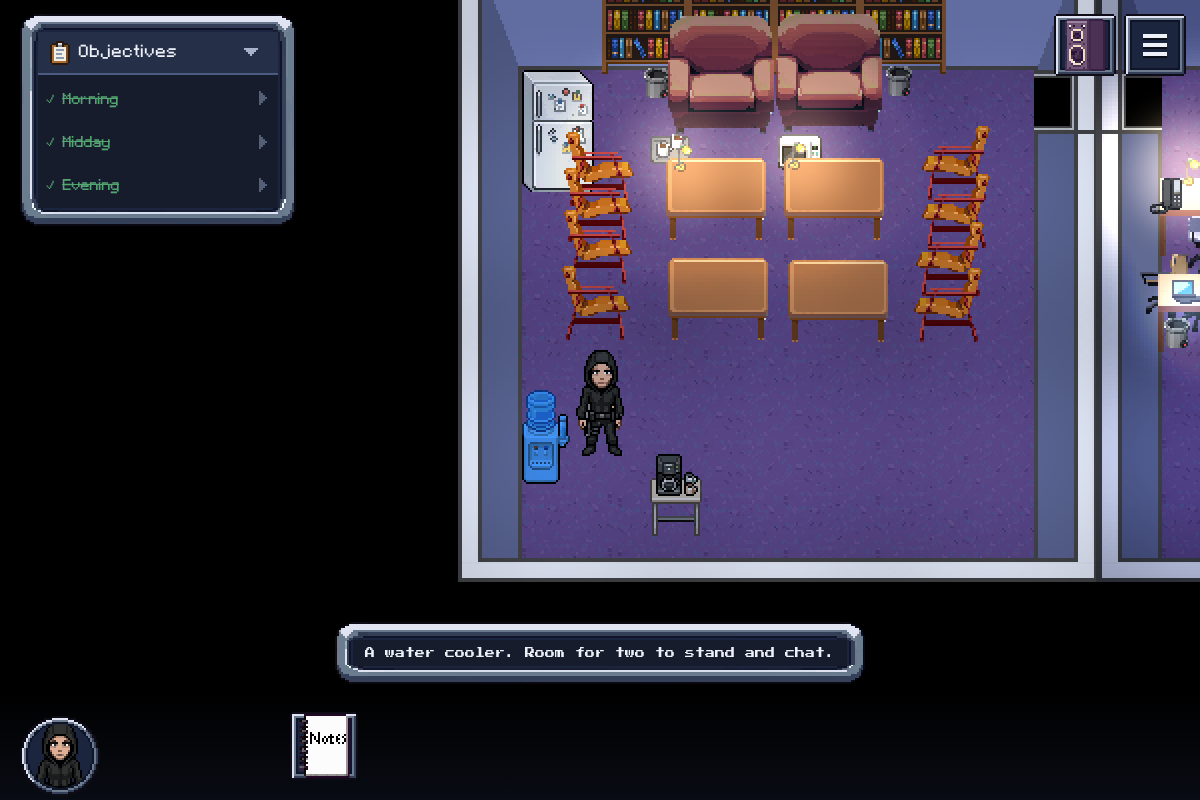 Objectives
Morning
Midday
Evening
A water cooler. Room for two to stand and chat.
Notes